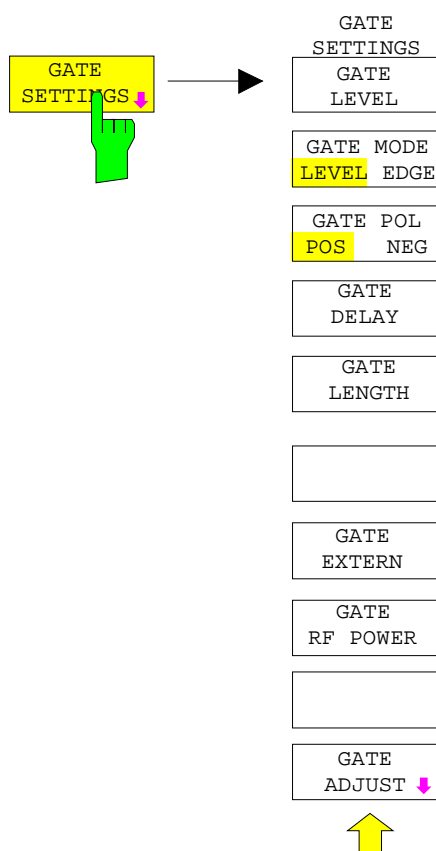 GATE
SETTINGS
GATE
SETTINGS
GATE
LEVEL
GATE MODE
LEVEL EDGE
GATE POL
POS NEG
GATE
DELAY
GATE
LENGTH
GATE
EXTERN
GATE
RF POWER
GATE
ADJUST